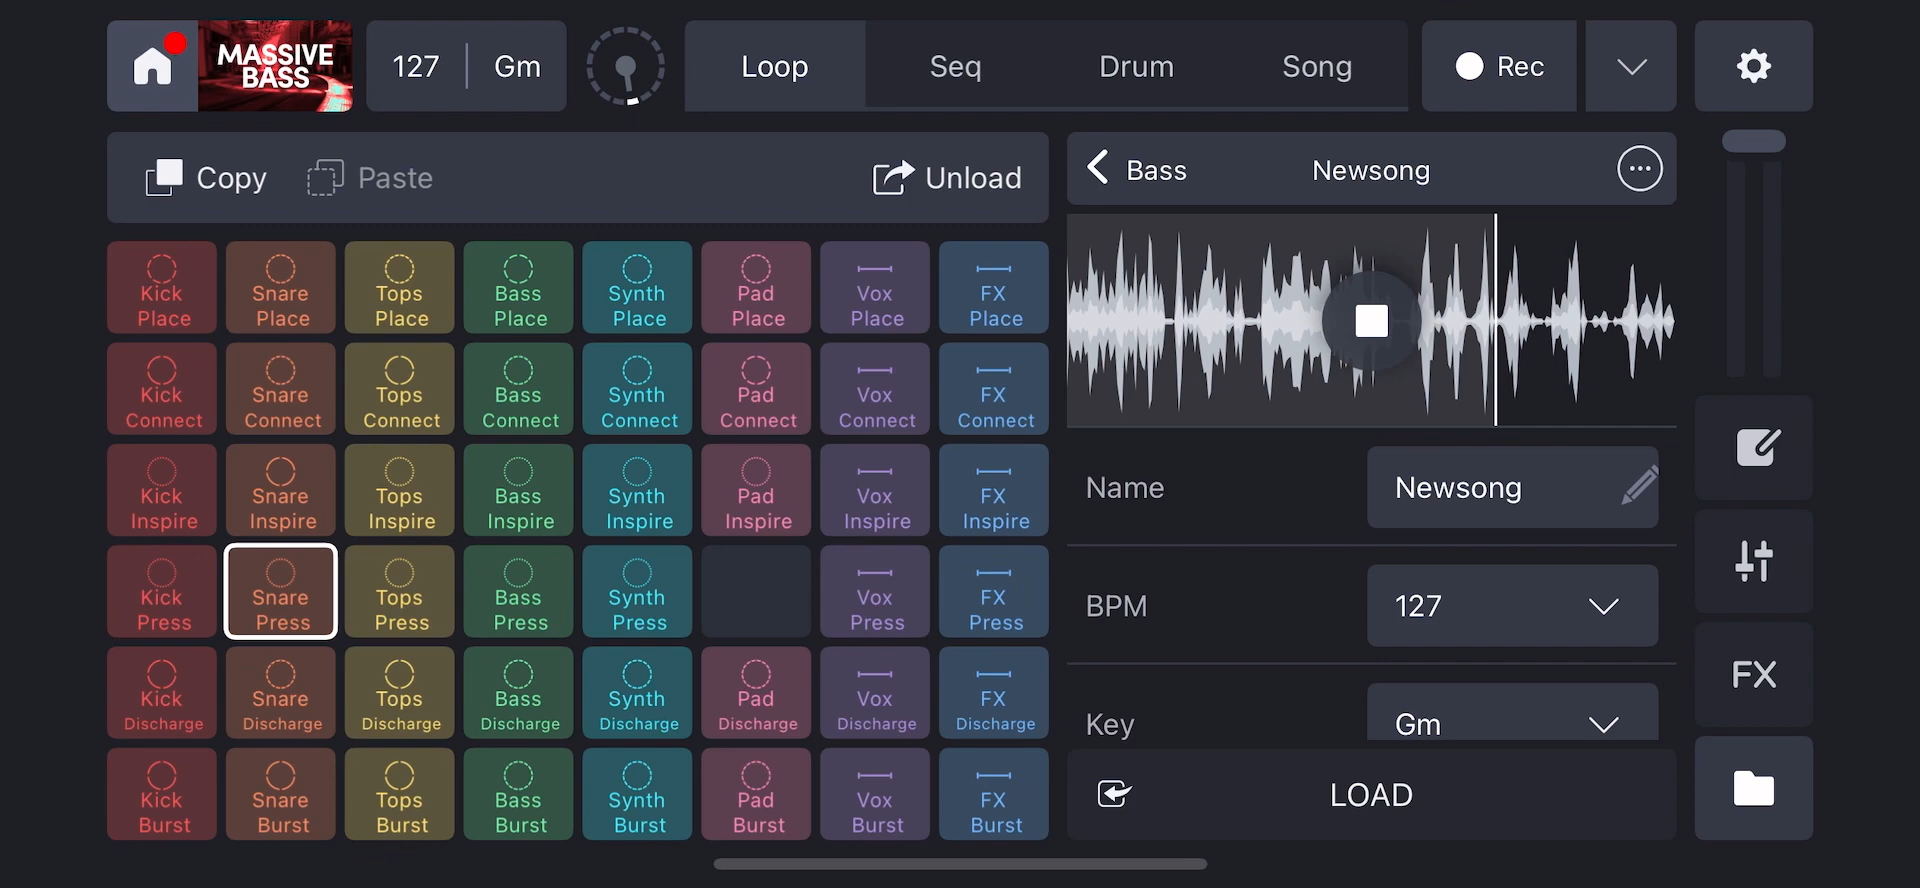 MASSIVE
BASS
127
Gm
Loop
Seq
Drum
Song
Rec
Copy
Paste
Unload
Bass
Newsong
Kick
Place
Snare
Place
Tops
Place
Bass
Place
Synth
Place
Pad
Place
Vox
Place
FX
Place
Kick
Connect
Snare
Connect
Tops
Connect
Bass
Connect
Synth
Connect
Pad
Connect
Vox
Connect
FX
Connect
Kick
Inspire
Snare
Inspire
Tops
Inspire
Bass
Inspire
Synth
Inspire
Pad
Inspire
Vox
Inspire
FX
Inspire
Kick
Press
Snare
Press
Tops
Press
Bass
Press
Synth
Press
Vox
Press
FX
Press
Kick
Discharge
Snare
Discharge
Tops
Discharge
Bass
Discharge
Synth
Discharge
Pad
Discharge
Vox
Discharge
FX
Discharge
Kick
Burst
Snare
Burst
Tops
Burst
Bass
Burst
Synth
Burst
Pad
Burst
Vox
Burst
FX
Burst
Name
Newsong
BPM
127
Key
Gm
LOAD
FX